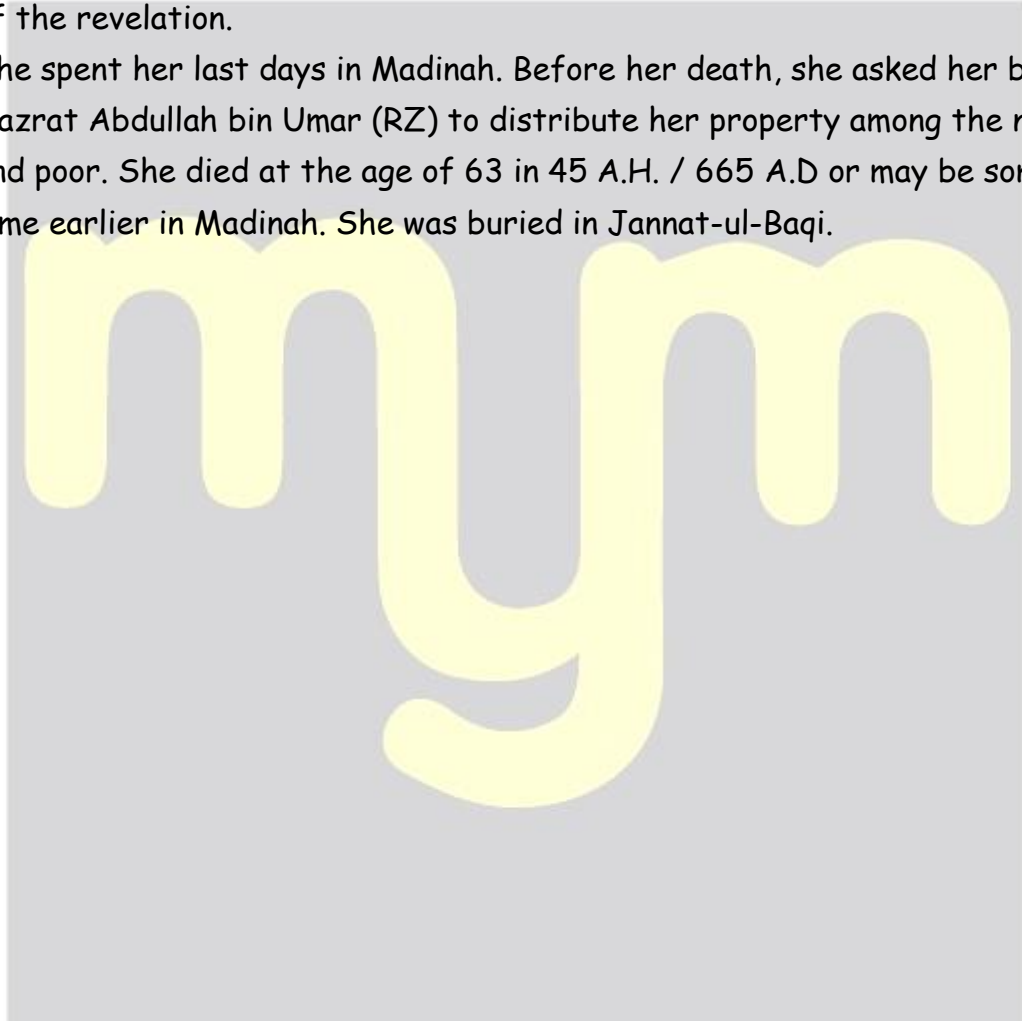 f the revelation.
he spent her last days in Madinah. Before her death, she asked her b
azrat Abdullah bin Umar (RZ) to distribute her property among the
nd poor. She died at the age of 63 in 45 A.H. / 665 A.D or may be
me earlier in Madinah. She was buried in Jannat-ul-Baqi.
mym